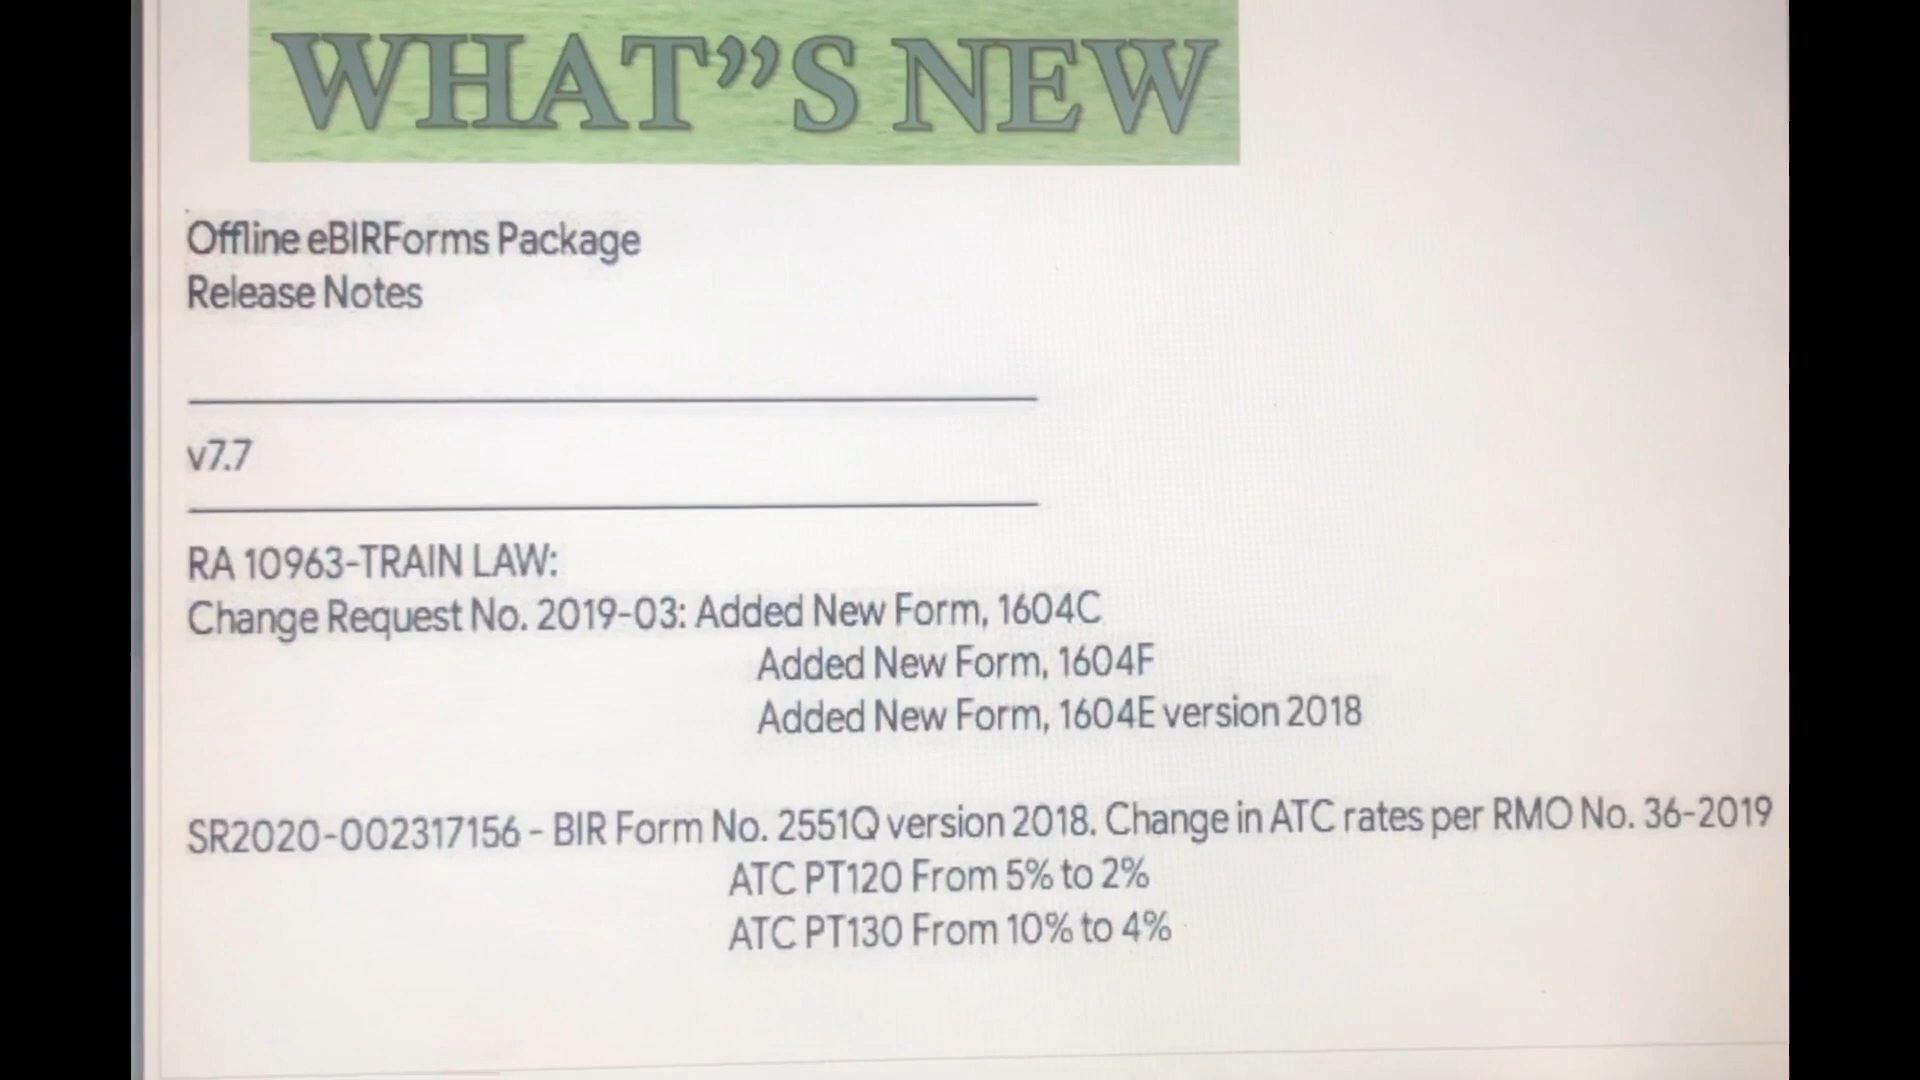 WHAT”S NEW
Offline eBIRForms Package
Release Notes
v7.7
RA 10963-TRAIN LAW:
Change Request No. 2019-03: Added New Form, 1604C
Added New Form, 1604F
Added New Form, 1604E version 2018
SR2020-002317156 - BIR Form No. 2551Q version 2018. Change in ATC rates per RMO No. 36-2019
ATC PT120 From 5% to 2%
ATC PT130 From 10% to 4%